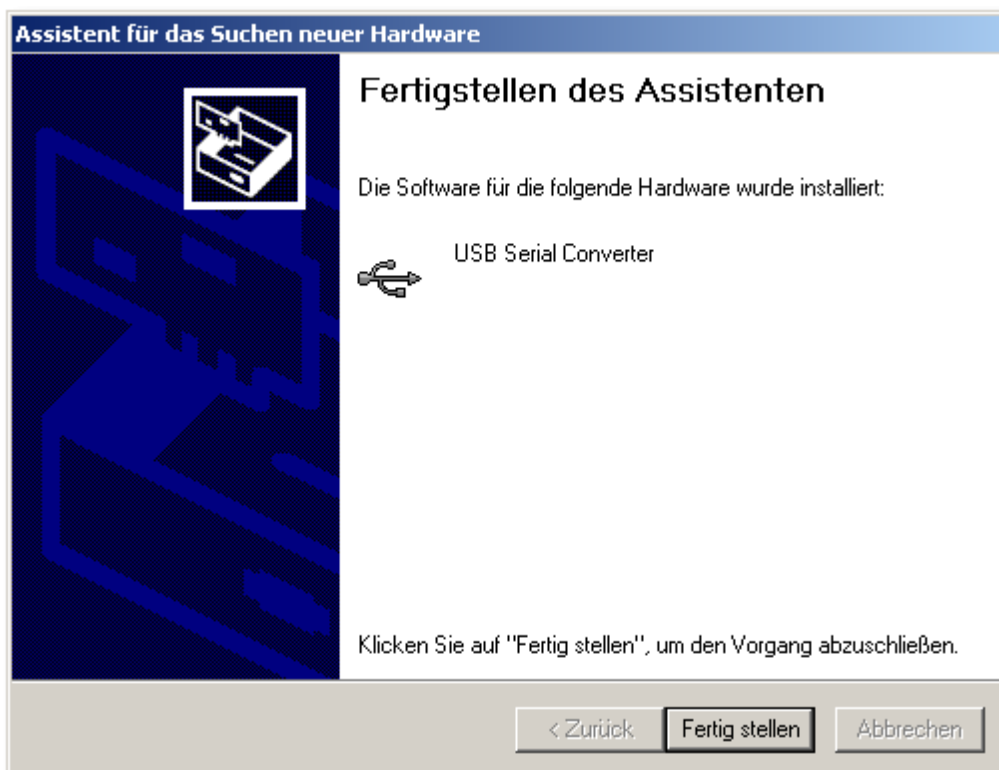 Assistent für das Suchen neuer Hardware
Fertigstellen des Assistenten
Die Software für die folgende Hardware wurde installiert:
USB Serial Converter
Klicken Sie auf "Fertig stellen", um den Vorgang abzuschließen.
< Zurück Fertig stellen Abbrechen